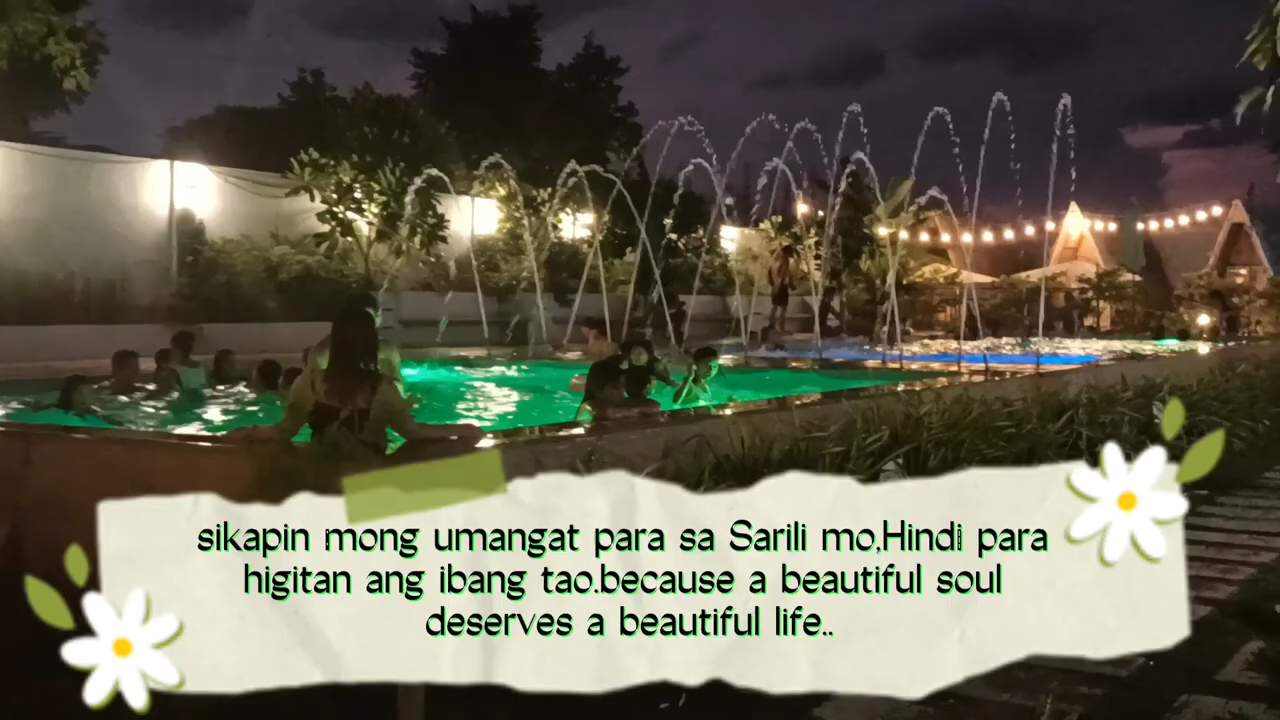 sikapin mong umangat para sa Sarili mo,Hindi para
higitan ang ibang tao.because a beautiful soul
deserves a beautiful life..